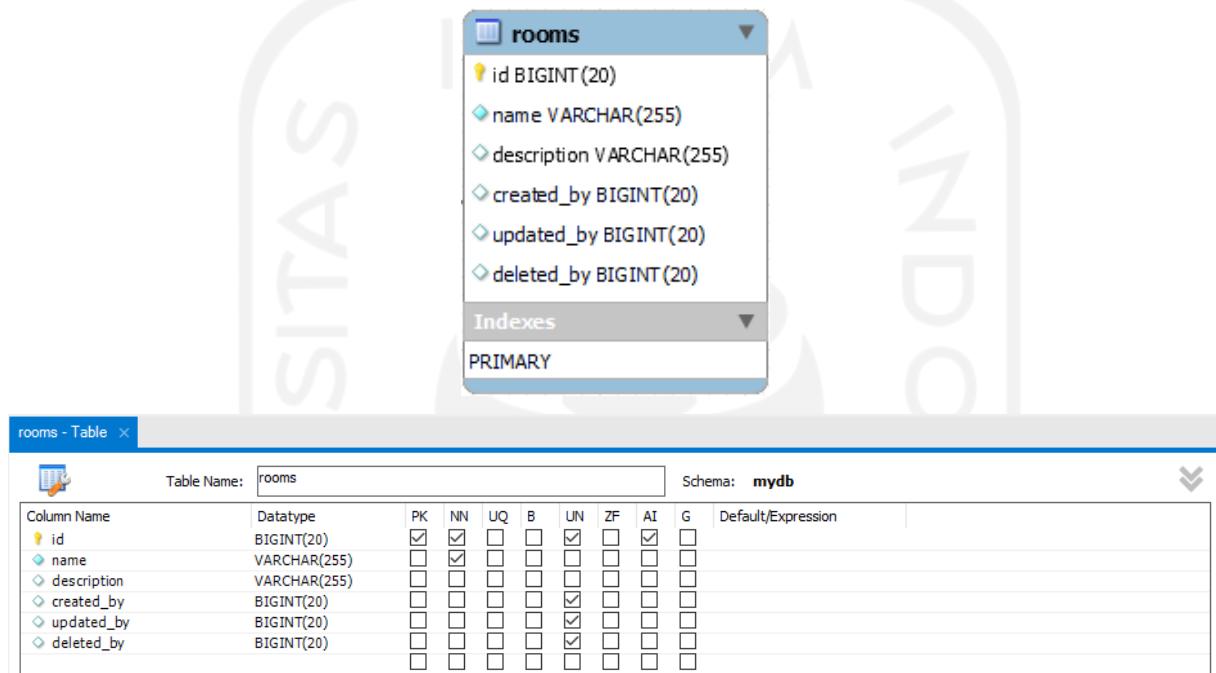 rooms
id BIGINT(20)
name VARCHAR(255)
description VARCHAR(255)
created_by BIGINT(20)
updated_by BIGINT(20)
deleted_by BIGINT(20)
Indexes
PRIMARY
SITAS
INDO
rooms - Table ×
Table Name: rooms Schema: mydb
Column Name Datatype PK NN UQ B UN ZF AI G Default/Expression
id BIGINT(20)
name VARCHAR(255)
description VARCHAR(255)
created_by BIGINT(20)
updated_by BIGINT(20)
deleted_by BIGINT(20)